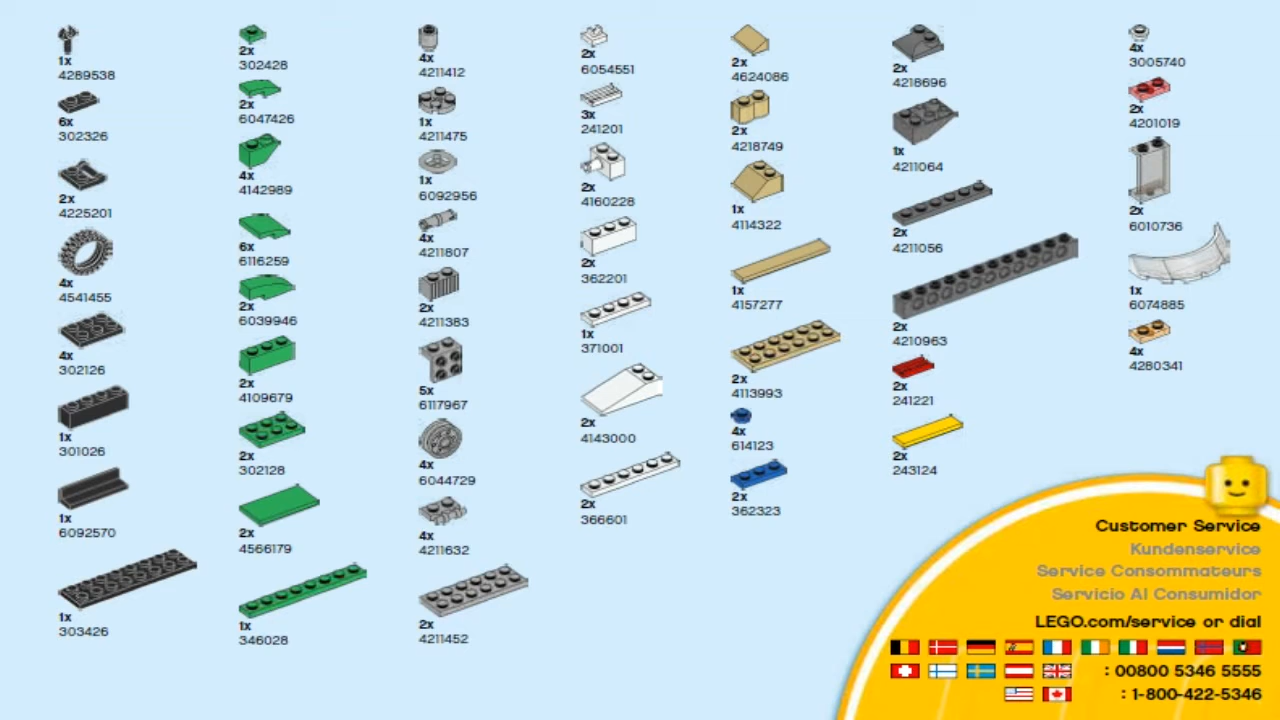 1x
4289538
6x
302326
2x
4225201
4x
4541455
4x
302126
1x
301026
1x
6092570
1x
303426
2x
302428
2x
6047426
4x
4142989
6x
6116259
2x
6039946
2x
4109679
2x
302128
2x
4566179
1x
346028
4x
4211412
1x
4211475
1x
6092956
4x
4211807
2x
4211383
5x
6117967
4x
6044729
4x
4211632
2x
4211452
2x
6054551
3x
241201
2x
4160228
2x
362201
1x
371001
2x
4143000
2x
366601
2x
4624086
2x
4218749
1x
4114322
1x
4157277
2x
4113993
4x
614123
2x
362323
2x
4218696
1x
4211064
2x
4211056
2x
4210963
2x
241221
2x
243124
4x
3005740
2x
4201019
2x
6010736
1x
6074885
4x
4280341
Customer Service
Kundenservice
Service Consommateurs
Servicio Al Consumidor
LEGO.com/service or dial
: 00800 5346 5555
: 1-800-422-5346